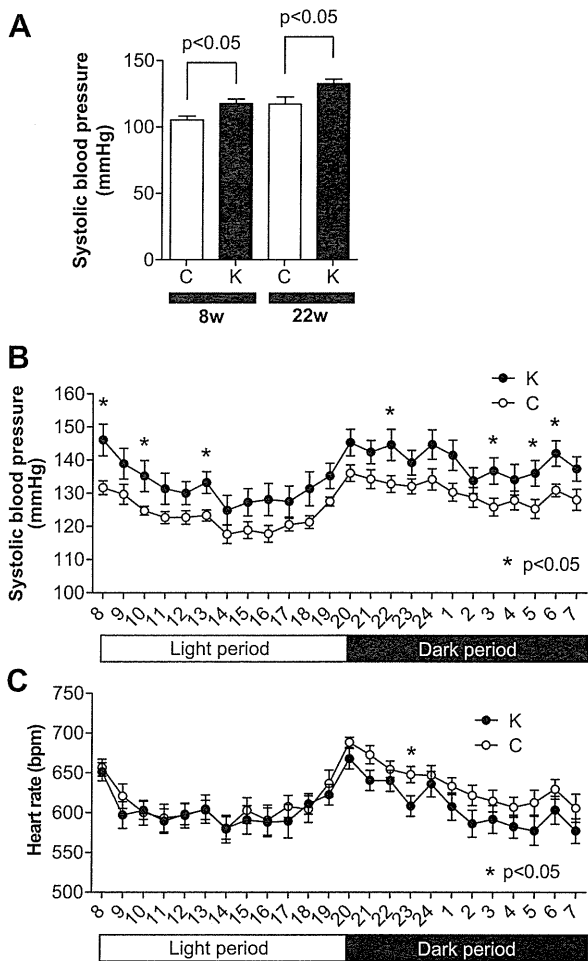 A
p<0.05
p<0.05
Systolic blood pressure
(mmHg)
150
100
50
0
C K C K
8w 22w
B
Systolic blood pressure
(mmHg)
160
150
140
130
120
110
100
K
C
* * * * * * *
* p<0.05
8 9 10 11 12 13 14 15 16 17 18 19 20 21 22 23 24 1 2 3 4 5 6 7
Light period Dark period
C
Heart rate (bpm)
750
700
650
600
550
500
K
C
*
* p<0.05
8 9 10 11 12 13 14 15 16 17 18 19 20 21 22 23 24 1 2 3 4 5 6 7
Light period Dark period